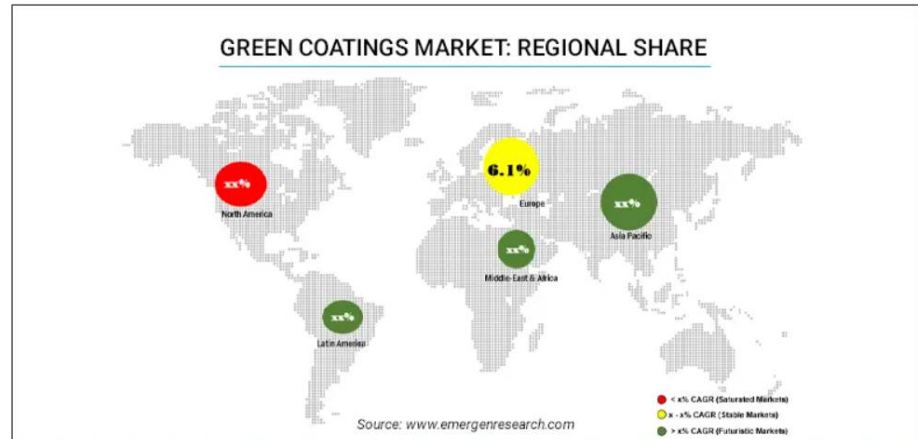 GREEN COATINGS MARKET: REGIONAL SHARE
6.1%
xx%
Europe
xx%
North America
Asia Pacific
xx%
Middle-East & Africa
xx%
Latin America
< x% CAGR (Saturated Markets)
x - x% CAGR (Stable Markets)
> x% CAGR (Futuristic Markets)
Source: www.emergenresearch.com